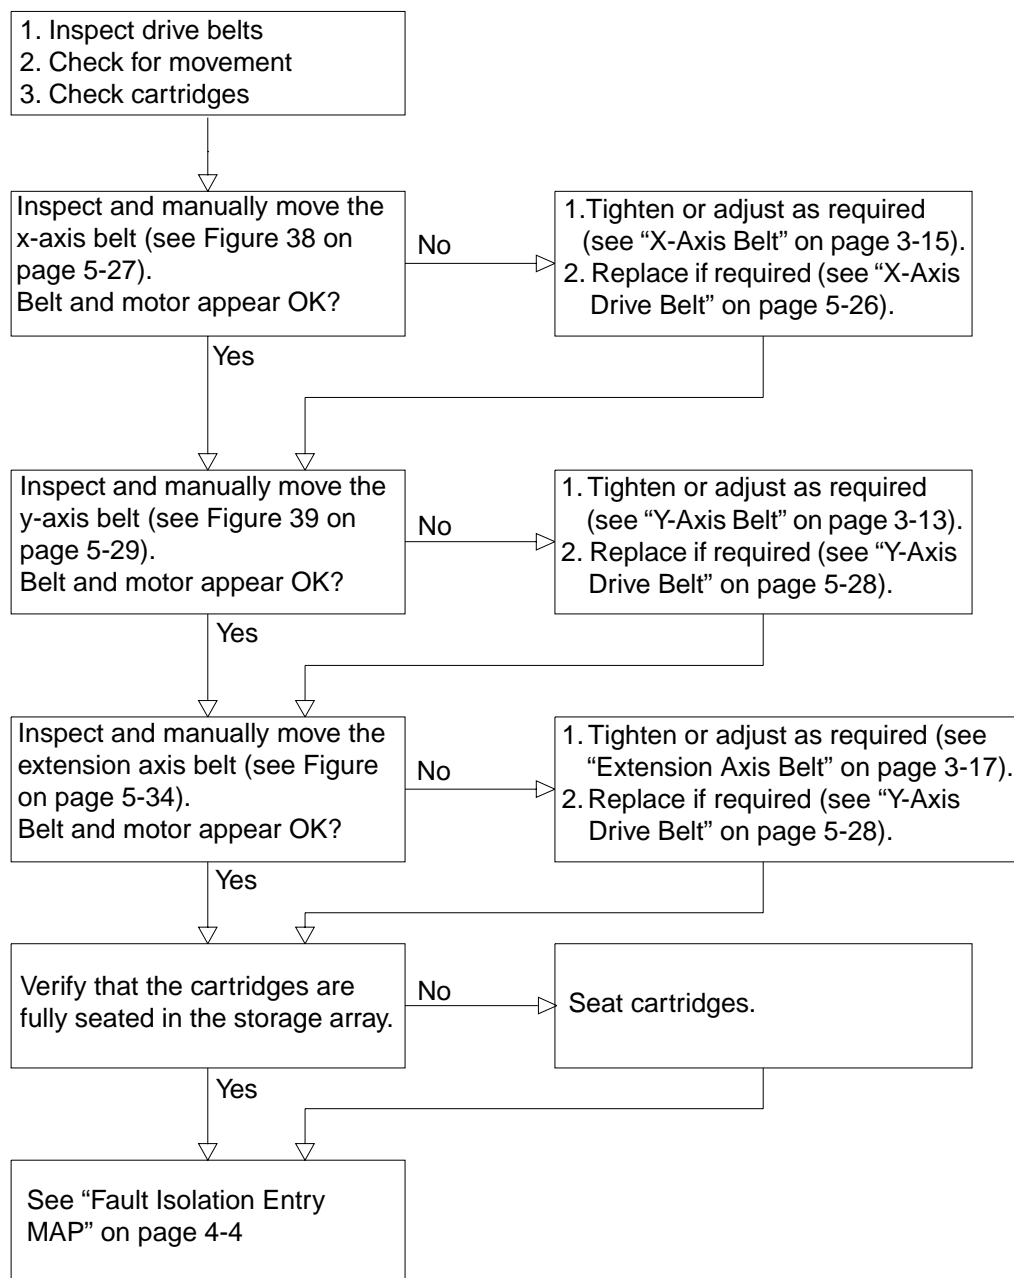 1. Inspect drive belts
2. Check for movement
3. Check cartridges
Inspect and manually move the
x-axis belt (see Figure 38 on
page 5-27).
Belt and motor appear OK?
No
1.Tighten or adjust as required
(see “X-Axis Belt” on page 3-15).
2. Replace if required (see “X-Axis
Drive Belt” on page 5-26).
Yes
Inspect and manually move the
y-axis belt (see Figure 39 on
page 5-29).
Belt and motor appear OK?
No
1. Tighten or adjust as required
(see “Y-Axis Belt” on page 3-13).
2. Replace if required (see “Y-Axis
Drive Belt” on page 5-28).
Yes
Inspect and manually move the
extension axis belt (see Figure
on page 5-34).
Belt and motor appear OK?
No
1. Tighten or adjust as required (see
“Extension Axis Belt” on page 3-17).
2. Replace if required (see “Y-Axis
Drive Belt” on page 5-28).
Yes
Verify that the cartridges are
fully seated in the storage array.
No
Seat cartridges.
Yes
See “Fault Isolation Entry
MAP” on page 4-4